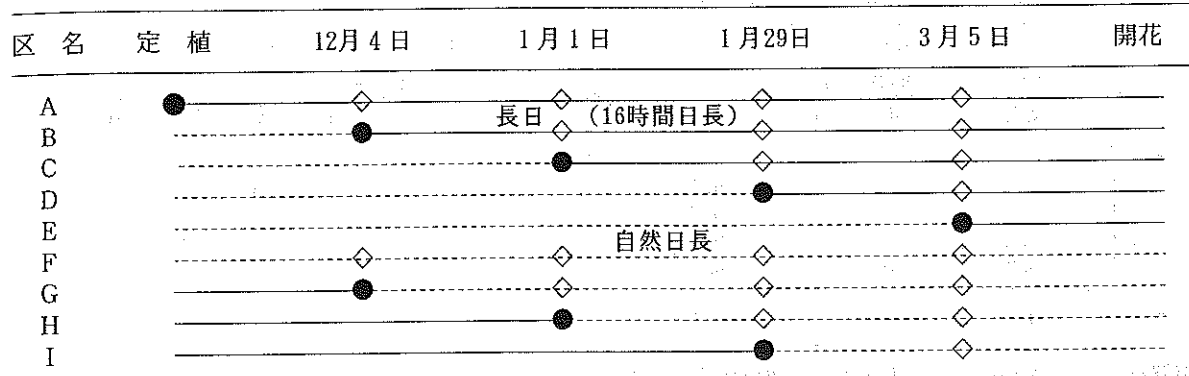 区 名 定 植 12月4日 1月1日 1月29日 3月5日 開花
A
長日 (16時間日長)
B
C
D
E
自然日長
F
G
H
I